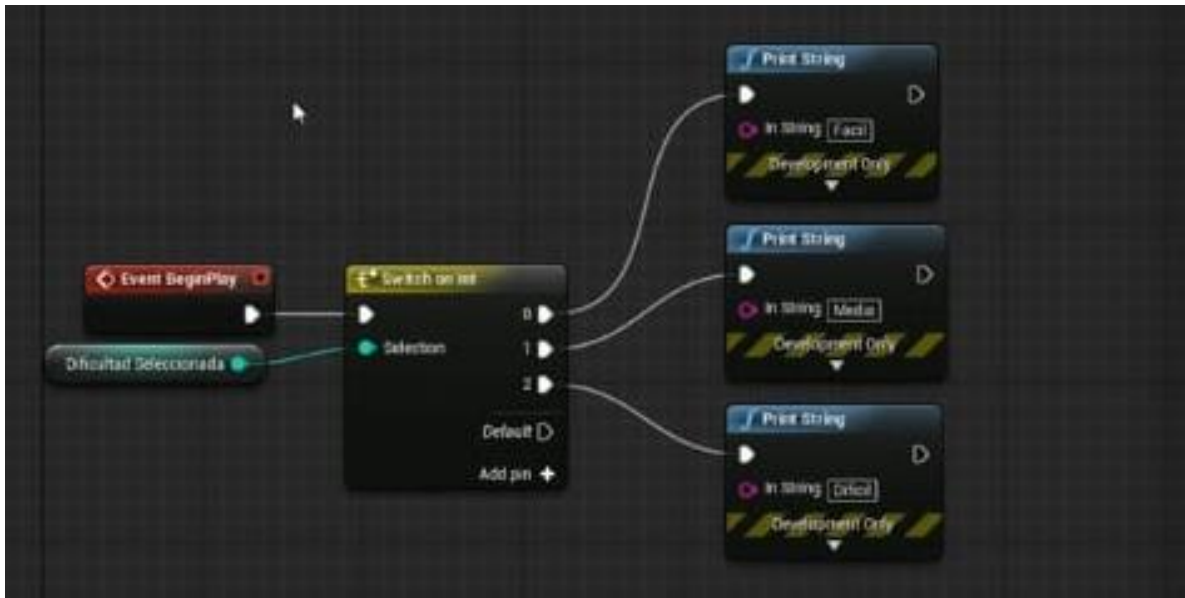 Event BeginPlay
Dificultad Seleccionada
Switch on Int
Selection
0
1
2
Default
Add pin
Print String
In String Facil
Development Only
Print String
In String Medio
Development Only
Print String
In String Dificil
Development Only